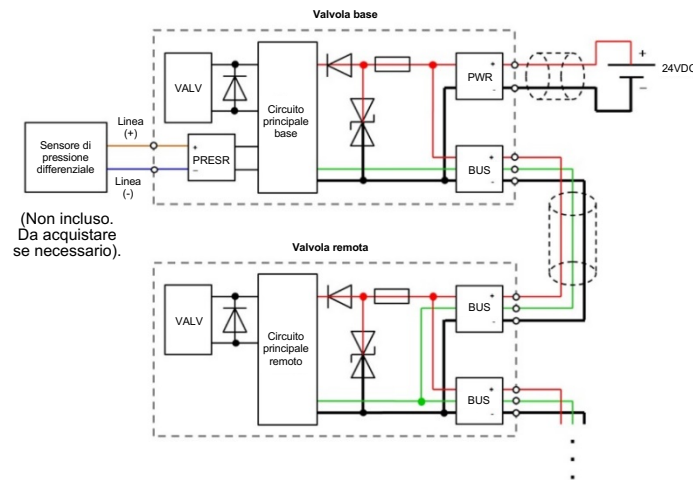 Valvola base
VALV
Circuito
principale
base
PWR
+
-
+
−
24VDC
Sensore di
pressione
differenziale
Linea
(+)
Linea
(-)
+
−
PRESR
BUS
+
-
(Non incluso.
Da acquistare
se necessario).
Valvola remota
VALV
Circuito
principale
remoto
BUS
+
-
BUS
+
-